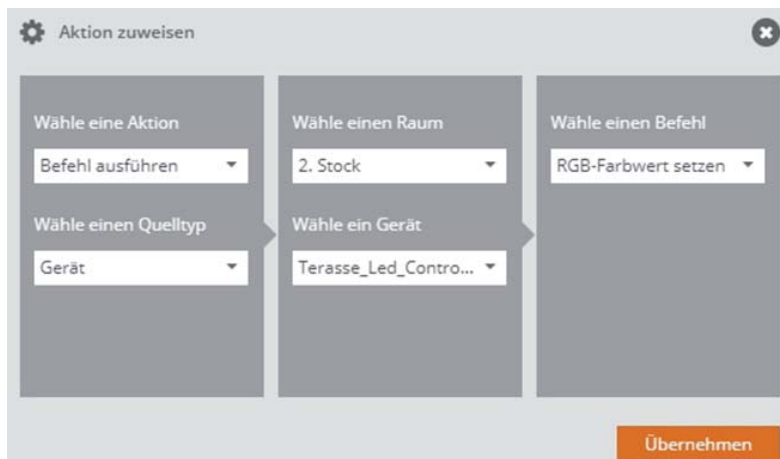 Aktion zuweisen
Wähle eine Aktion
Befehl ausführen
Wähle einen Quelltyp
Gerät
Wähle einen Raum
2. Stock
Wähle ein Gerät
Terasse_Led_Contro...
Wähle einen Befehl
RGB-Farbwert setzen
Übernehmen